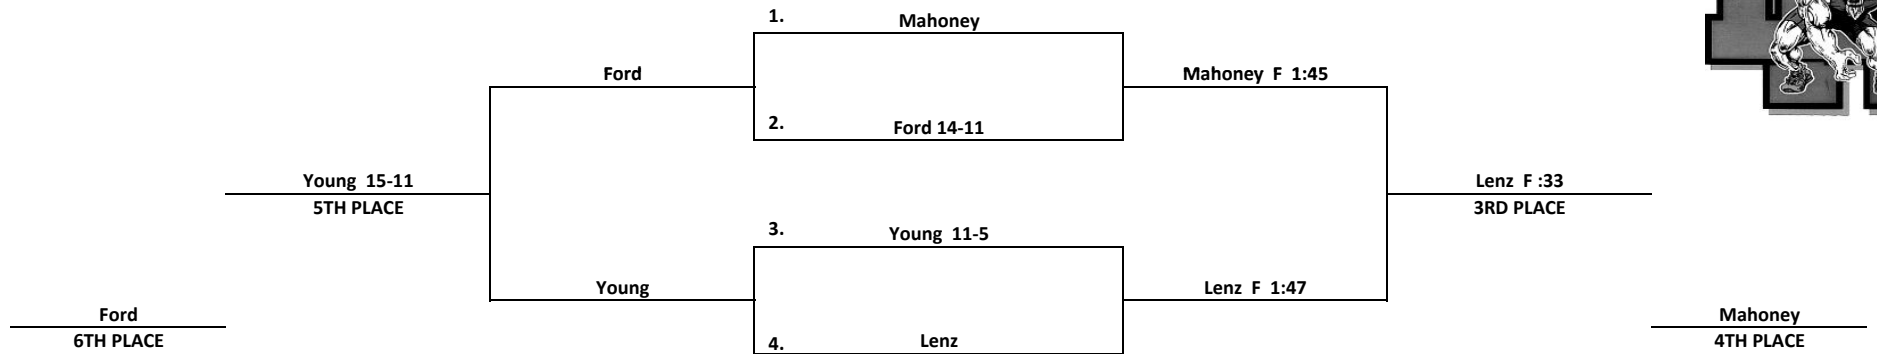 1. Mahoney
Ford
Mahoney F 1:45
2. Ford 14-11
Young 15-11
5TH PLACE
Lenz F :33
3RD PLACE
3. Young 11-5
Young
Lenz F 1:47
Ford
6TH PLACE
4. Lenz
Mahoney
4TH PLACE